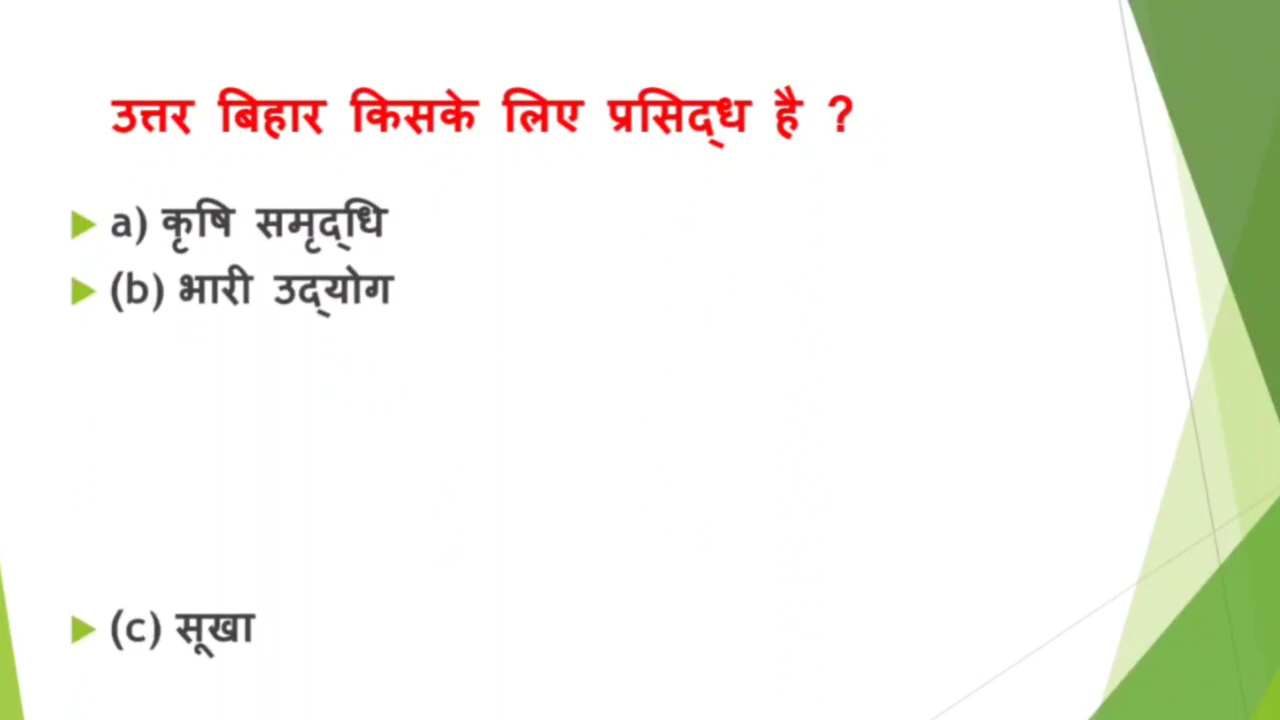 उत्तर बिहार किसके लिए प्रसिद्ध है ?
a) कृषि समृद्धि
(b) भारी उद्योग
(c) सूखा